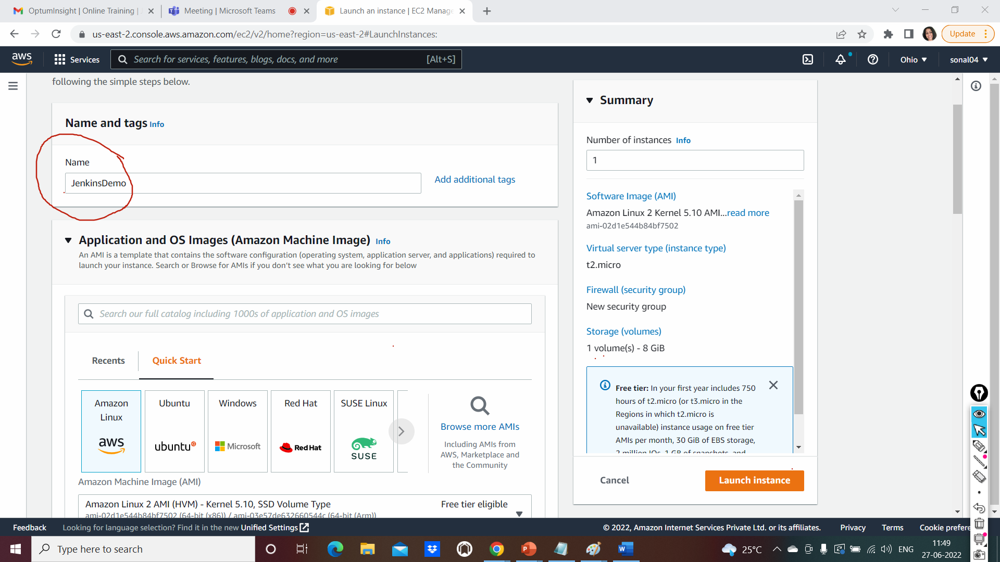 OptumInsight | Online Training |
Meeting | Microsoft Teams
Launch an instance | EC2 Manage
us-east-2.console.aws.amazon.com/ec2/v2/home?region=us-east-2#LaunchInstances:
Update
aws
Services
Search for services, features, blogs, docs, and more
[Alt+S]
Ohio
sonal04
following the simple steps below.
Name and tags Info
Name
JenkinsDemo
Add additional tags
Application and OS Images (Amazon Machine Image) Info
An AMI is a template that contains the software configuration (operating system, application server, and applications) required to
launch your instance. Search or Browse for AMIs if you don't see what you are looking for below
Search our full catalog including 1000s of application and OS images
Recents
Quick Start
Amazon
Linux
aws
Ubuntu
ubuntu
Windows
Microsoft
Red Hat
Red Hat
SUSE Linux
SUSE
Browse more AMIs
Including AMIs from
AWS, Marketplace and
the Community
Amazon Machine Image (AMI)
Amazon Linux 2 AMI (HVM) - Kernel 5.10, SSD Volume Type
Free tier eligible
ami-02d1e544b84bf7502 (64-bit (x86)) / ami-03e57de632660544c (64-bit (Arm))
Summary
Number of instances Info
1
Software Image (AMI)
Amazon Linux 2 Kernel 5.10 AMI...read more
ami-02d1e544b84bf7502
Virtual server type (instance type)
t2.micro
Firewall (security group)
New security group
Storage (volumes)
1 volume(s) - 8 GiB
Free tier: In your first year includes 750
hours of t2.micro (or t3.micro in the
Regions in which t2.micro is
unavailable) instance usage on free tier
AMIs per month, 30 GiB of EBS storage,
2 million IOs, 1 GB of snapshots, and
Cancel
Launch instance
Feedback
Looking for language selection? Find it in the new Unified Settings
© 2022, Amazon Internet Services Private Ltd. or its affiliates.
Privacy
Terms
Cookie prefere
Type here to search
25°C
ENG
11:49
27-06-2022